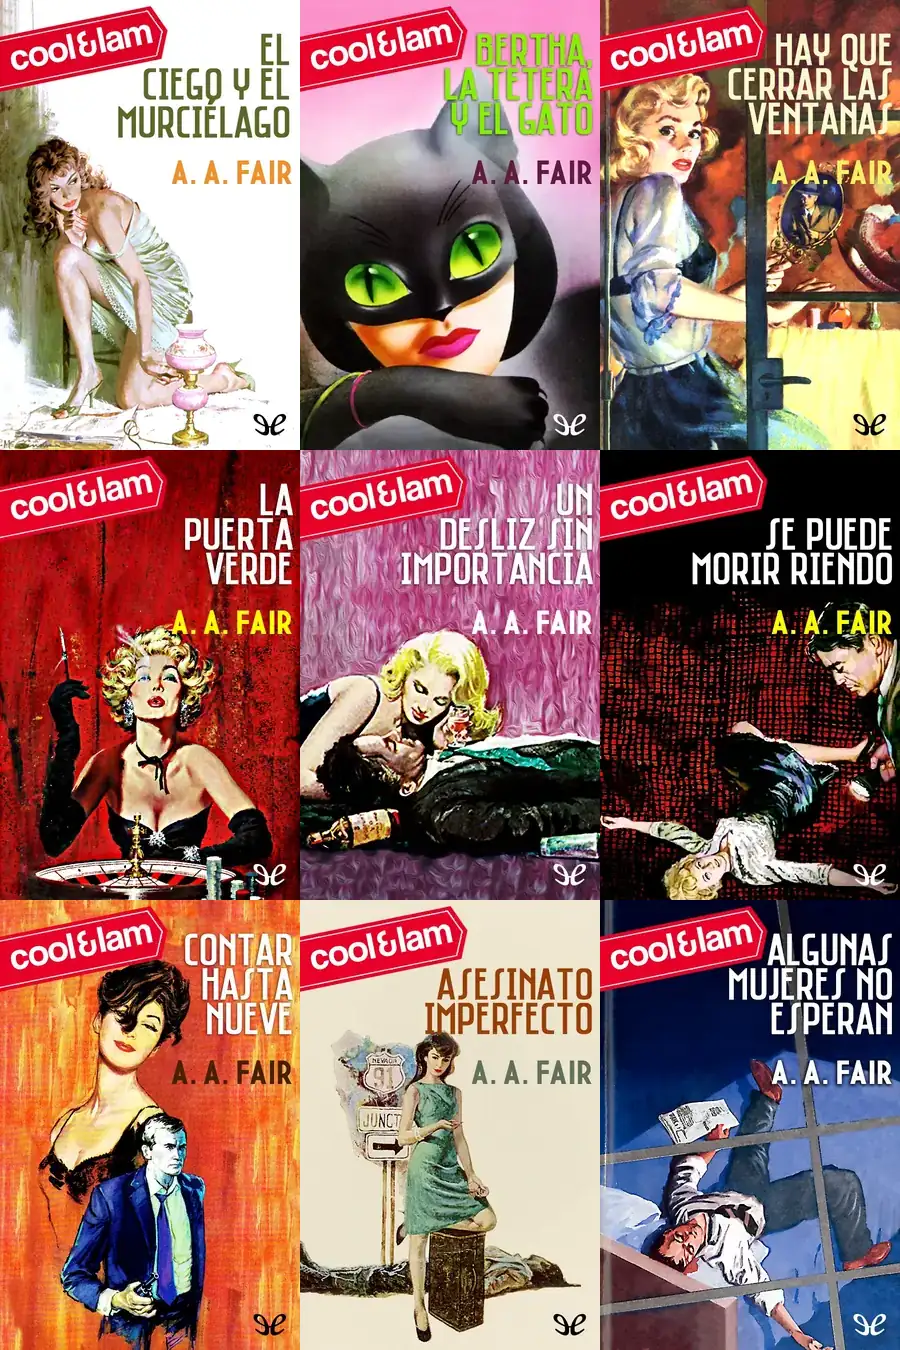 cool&lam
EL
CIEGO Y EL
MURCIÉLAGO
A. A. FAIR
cool&lam
BERTHA,
LA TETERA
Y EL GATO
A. A. FAIR
cool&lam
HAY QUE
CERRAR LAS
VENTANAS
A. A. FAIR
cool&lam
LA
PUERTA
VERDE
A. A. FAIR
cool&lam
UN
DESLIZ SIN
IMPORTANCIA
A. A. FAIR
cool&lam
SE PUEDE
MORIR RIENDO
A. A. FAIR
cool&lam
CONTAR
HASTA
NUEVE
A. A. FAIR
cool&lam
ASESINATO
IMPERFECTO
A. A. FAIR
NEVADA
91
JUNCT
cool&lam
ALGUNAS
MUJERES NO
ESPERAN
A. A. FAIR